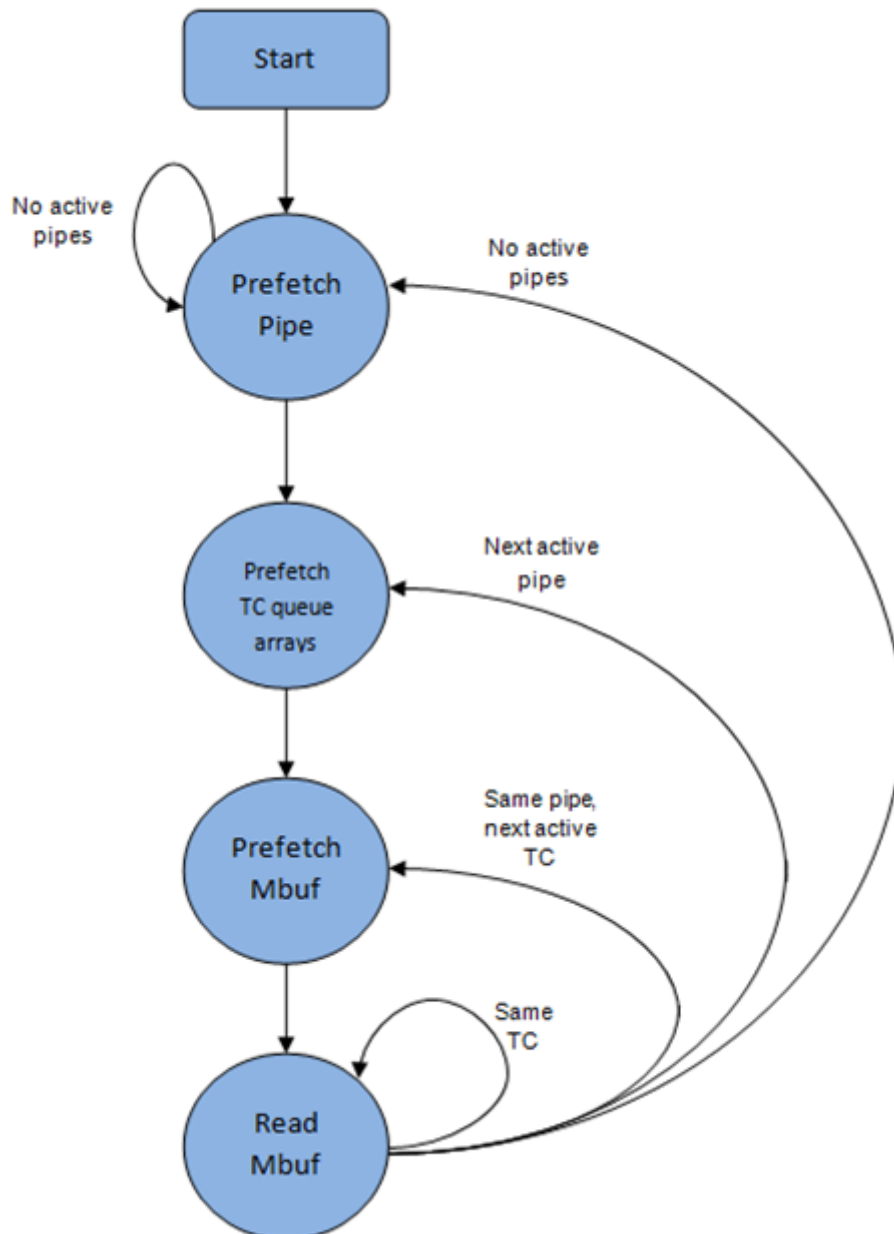 Start
No active
pipes
No active
pipes
Prefetch
Pipe
Next active
pipe
Prefetch
TC queue
arrays
Same pipe,
next active
TC
Prefetch
Mbuf
Same
TC
Read
Mbuf